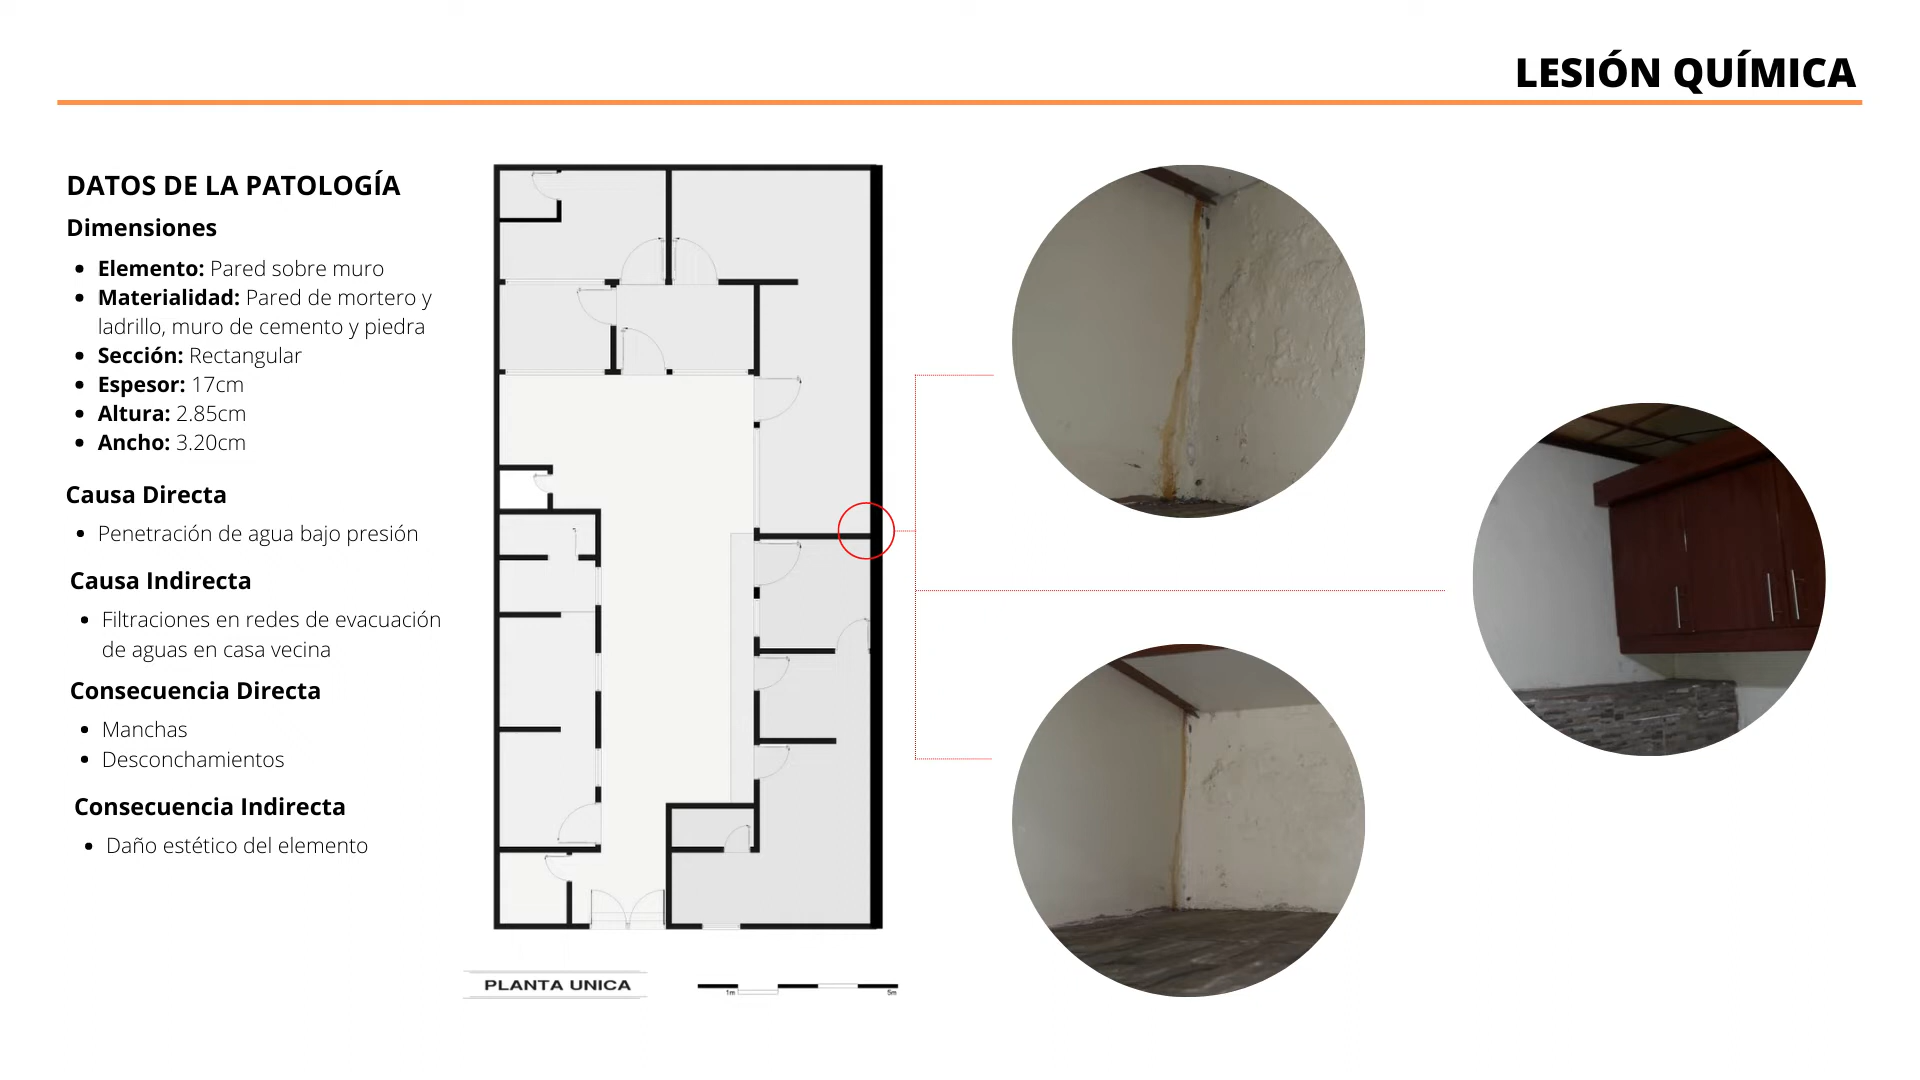 LESIÓN QUÍMICA
DATOS DE LA PATOLOGÍA
Dimensiones
Elemento: Pared sobre muro
Materialidad: Pared de mortero y
ladrillo, muro de cemento y piedra
Sección: Rectangular
Espesor: 17cm
Altura: 2.85cm
Ancho: 3.20cm
Causa Directa
Penetración de agua bajo presión
Causa Indirecta
Filtraciones en redes de evacuación
de aguas en casa vecina
Consecuencia Directa
Manchas
Desconchamientos
Consecuencia Indirecta
Daño estético del elemento
PLANTA UNICA
1m
5m